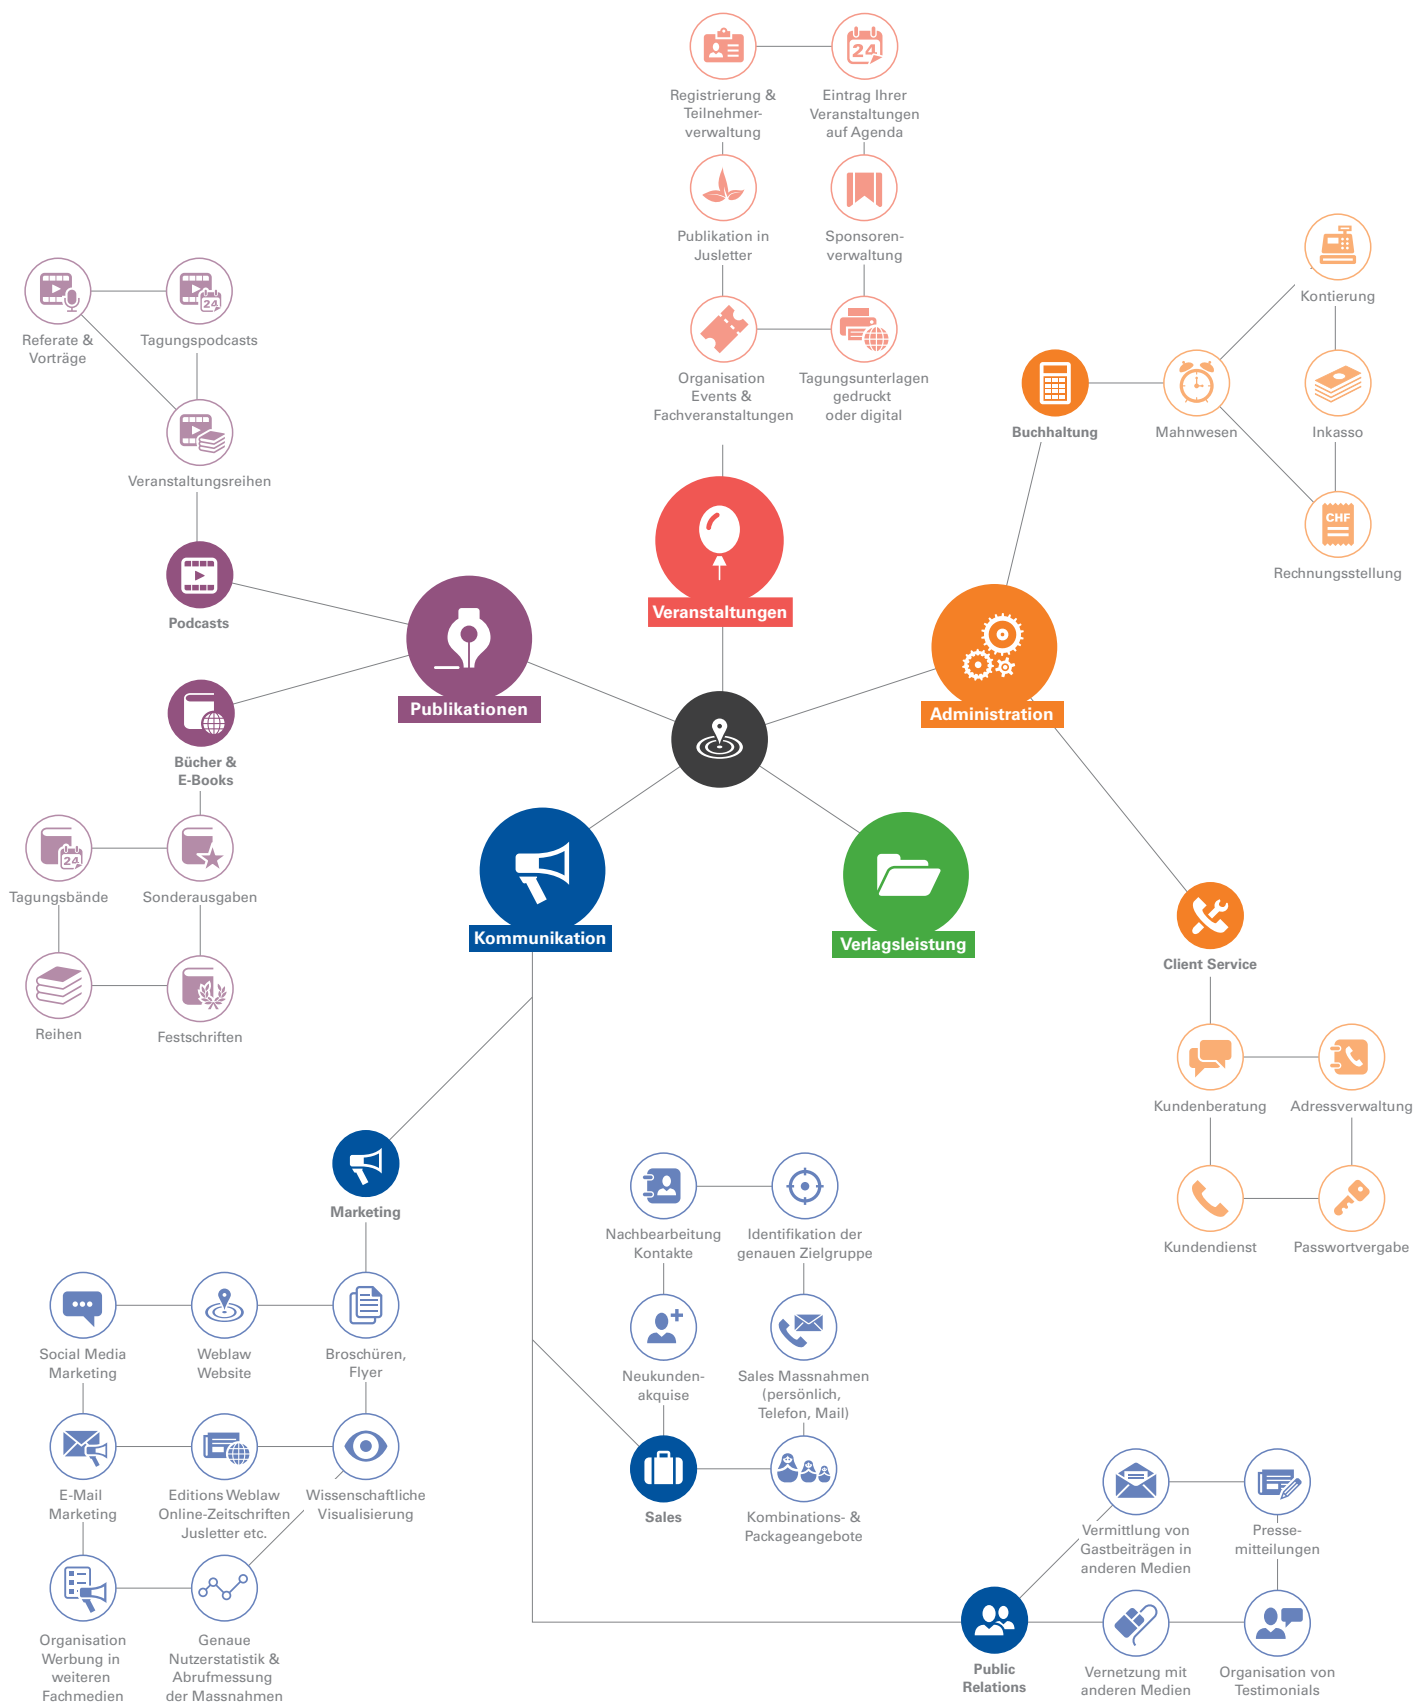 24
Registrierung &
Teilnehmer-
verwaltung
Eintrag Ihrer
Veranstaltungen
auf Agenda
Publikation in
Jusletter
Sponsoren-
verwaltung
Organisation
Events &
Fachveranstaltungen
Tagungsunterlagen
gedruckt
oder digital
Veranstaltungen
24
Referate &
Vorträge
Tagungspodcasts
Veranstaltungsreihen
Podcasts
Publikationen
Bücher &
E-Books
24
Tagungsbände
Sonderausgaben
Reihen
Festschriften
Kontierung
Buchhaltung
Mahnwesen
Inkasso
CHF
Rechnungsstellung
Administration
Client Service
Kundenberatung
Adressverwaltung
Kundendienst
Passwortvergabe
Kommunikation
Verlagsleistung
Marketing
Social Media
Marketing
Weblaw
Website
Broschüren,
Flyer
E-Mail
Marketing
Editions Weblaw
Online-Zeitschriften
Jusletter etc.
Wissenschaftliche
Visualisierung
Organisation
Werbung in
weiteren
Fachmedien
Genaue
Nutzerstatistik &
Abrufmessung
der Massnahmen
Nachbearbeitung
Kontakte
Identifikation der
genauen Zielgruppe
Neukunden-
akquise
Sales Massnahmen
(persönlich,
Telefon, Mail)
Sales
Kombinations- &
Packageangebote
Vermittlung von
Gastbeiträgen in
anderen Medien
Presse-
mitteilungen
Public
Relations
Vernetzung mit
anderen Medien
Organisation von
Testimonials